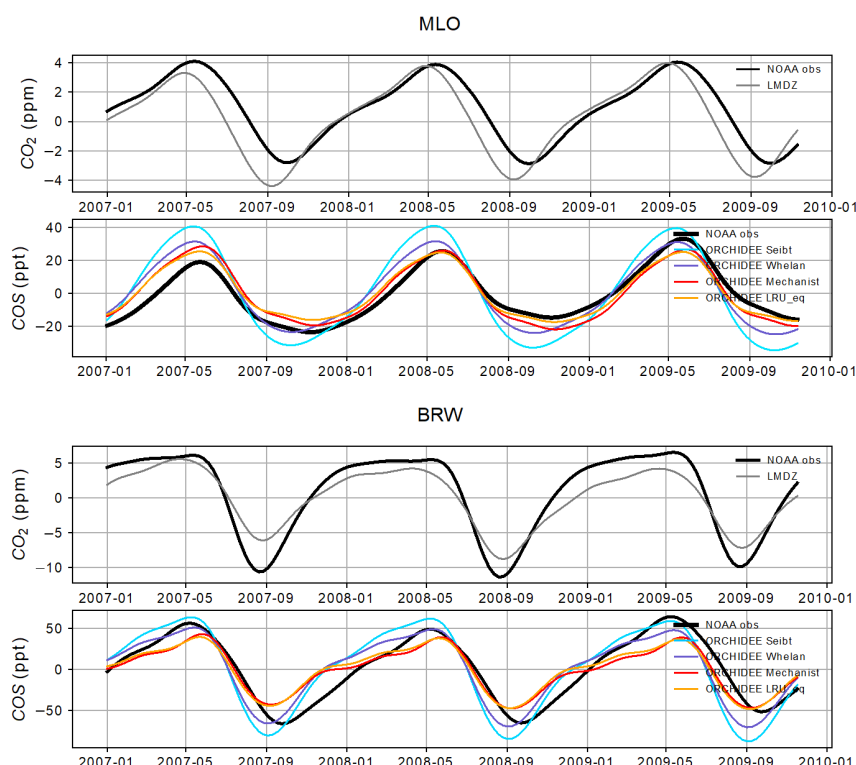 MLO
CO2 (ppm)
4
2
0
−2
−4
NOAA obs
LMDZ
2007-01 2007-05 2007-09 2008-01 2008-05 2008-09 2009-01 2009-05 2009-09 2010-01
COS (ppt)
40
20
0
−20
NOAA obs
ORCHIDEE Seibt
ORCHIDEE Whelan
ORCHIDEE Mechanist
ORCHIDEE LRU_eq
2007-01 2007-05 2007-09 2008-01 2008-05 2008-09 2009-01 2009-05 2009-09 2010-01
BRW
CO2 (ppm)
5
0
−5
−10
NOAA obs
LMDZ
2007-01 2007-05 2007-09 2008-01 2008-05 2008-09 2009-01 2009-05 2009-09 2010-01
COS (ppt)
50
0
−50
NOAA obs
ORCHIDEE Seibt
ORCHIDEE Whelan
ORCHIDEE Mechanist
ORCHIDEE LRU_eq
2007-01 2007-05 2007-09 2008-01 2008-05 2008-09 2009-01 2009-05 2009-09 2010-01